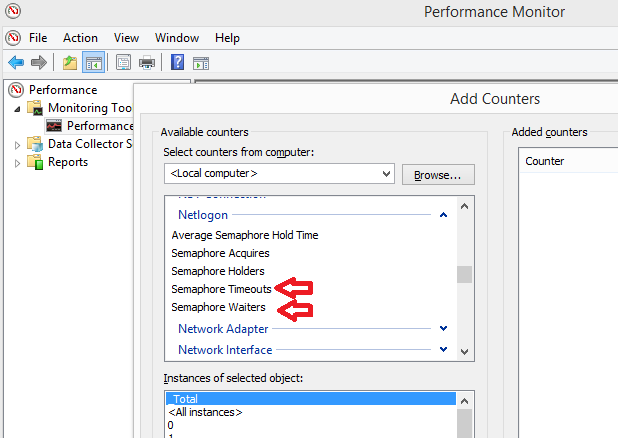 Performance Monitor
File Action View Window Help
Performance
Monitoring Too
Performance
Data Collector S
Reports
Add Counters
Available counters
Select counters from computer:
<Local computer>
Browse...
Netlogon
Average Semaphore Hold Time
Semaphore Acquires
Semaphore Holders
Semaphore Timeouts
Semaphore Waiters
Network Adapter
Network Interface
Instances of selected object:
_Total
<All instances>
0
Added counters
Counter